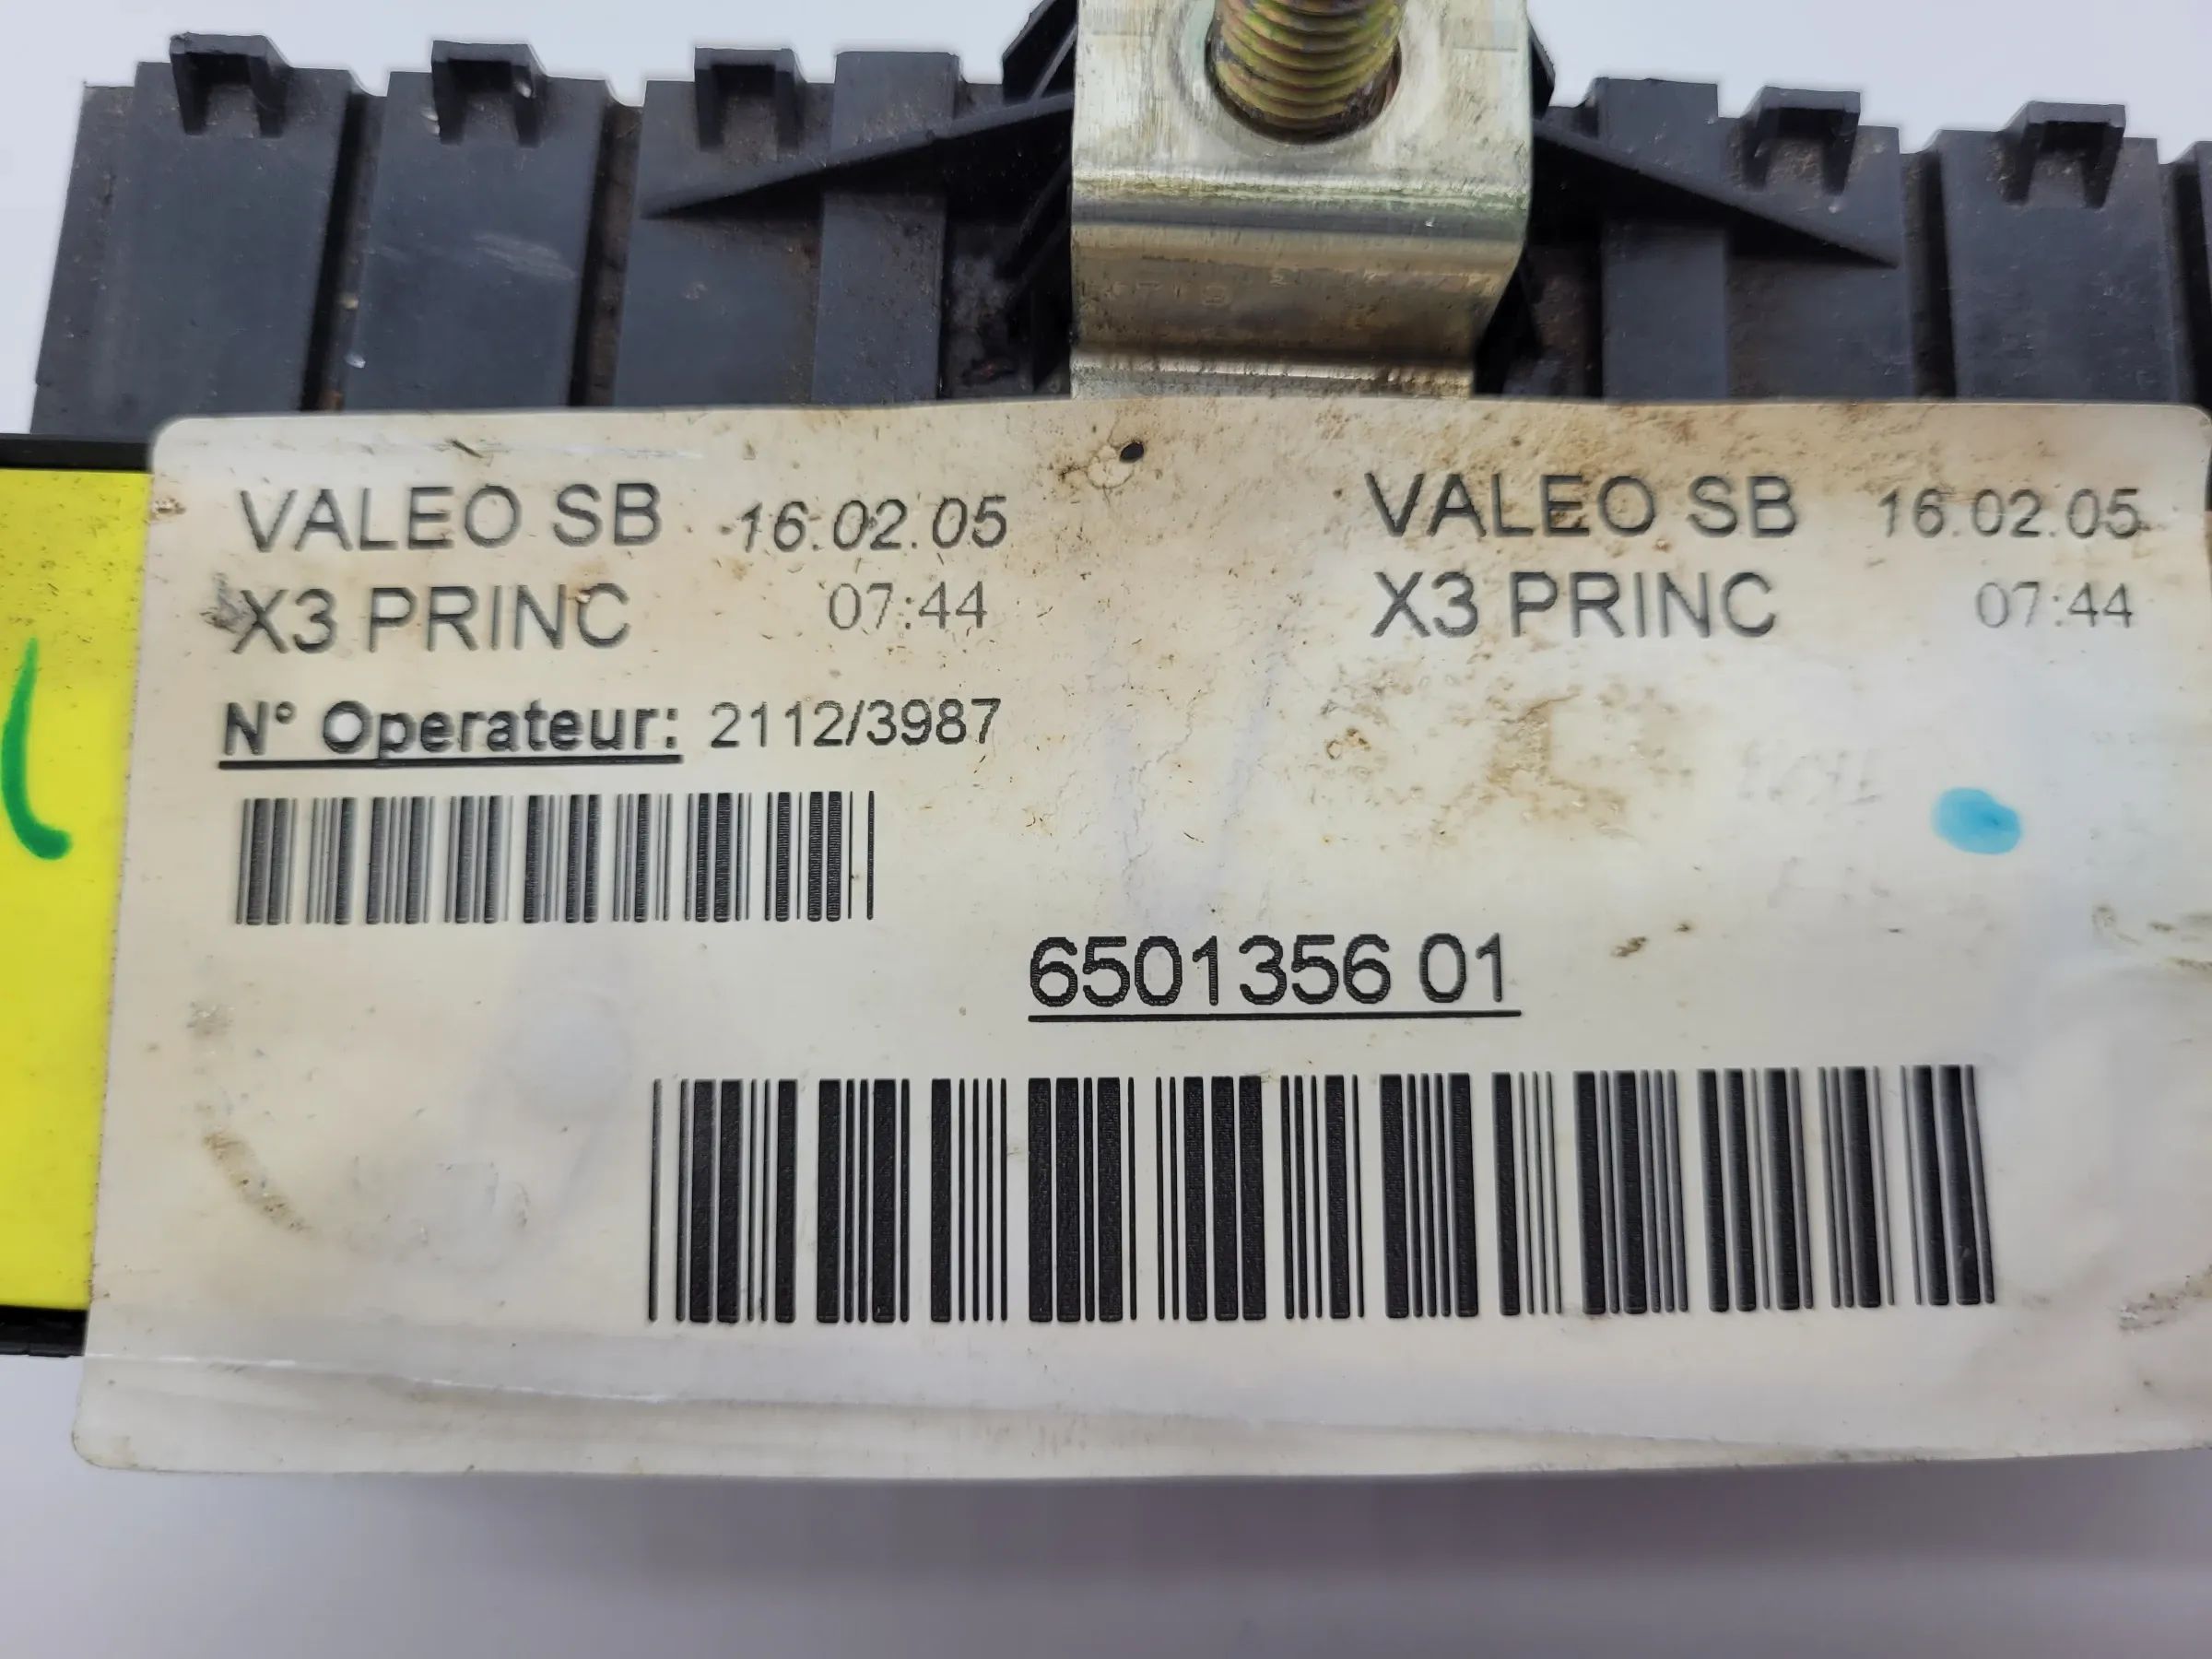 VALEO SB 16.02.05
X3 PRINC 07:44
N° Operateur: 2112/3987
VALEO SB 16.02.05
X3 PRINC 07:44
6501356 01